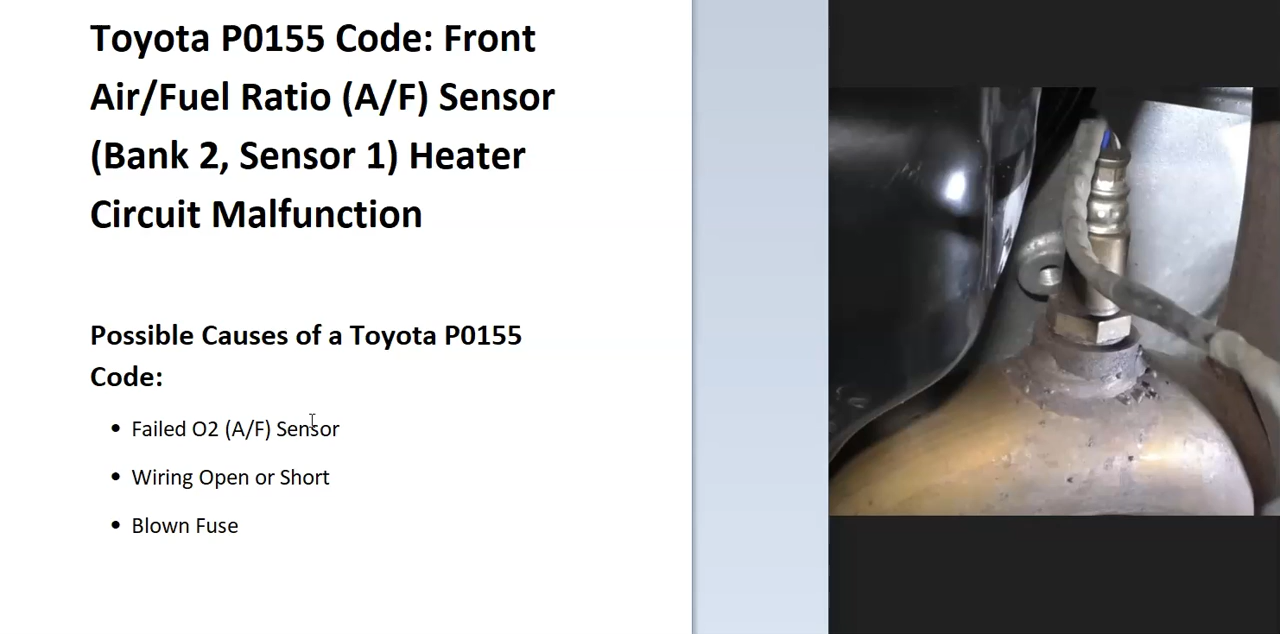 Toyota P0155 Code: Front
Air/Fuel Ratio (A/F) Sensor
(Bank 2, Sensor 1) Heater
Circuit Malfunction
Possible Causes of a Toyota P0155
Code:
• Failed O2 (A/F) Sensor
• Wiring Open or Short
• Blown Fuse